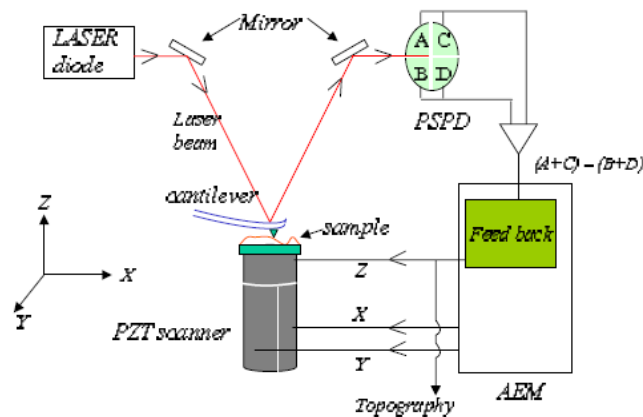 Mirror
LASER
diode
A C
B D
PSPD
Laser
beam
(A+C) – (B+D)
cantilever
Z
sample
Feed back
Z
X
X
Y
PZT scanner
Y
Topography
AEM